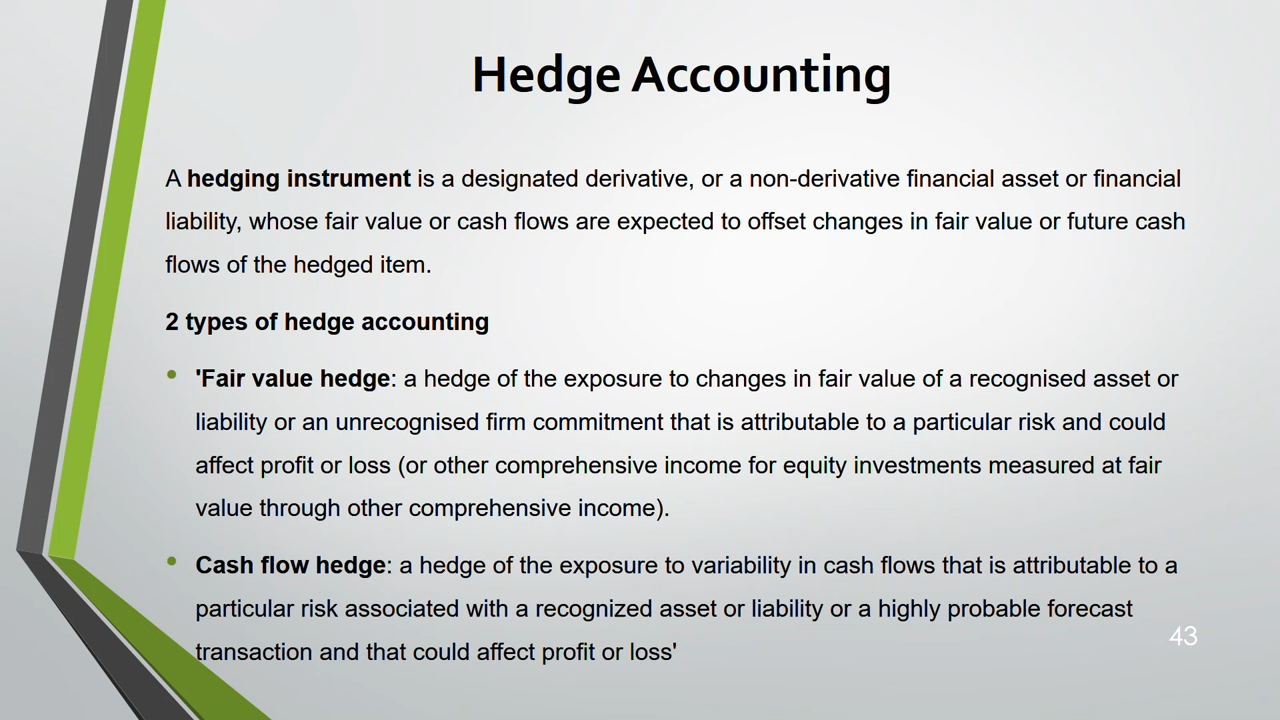 Hedge Accounting
A hedging instrument is a designated derivative, or a non-derivative financial asset or financial
liability, whose fair value or cash flows are expected to offset changes in fair value or future cash
flows of the hedged item.
2 types of hedge accounting
• 'Fair value hedge: a hedge of the exposure to changes in fair value of a recognised asset or
liability or an unrecognised firm commitment that is attributable to a particular risk and could
affect profit or loss (or other comprehensive income for equity investments measured at fair
value through other comprehensive income).
• Cash flow hedge: a hedge of the exposure to variability in cash flows that is attributable to a
particular risk associated with a recognized asset or liability or a highly probable forecast
transaction and that could affect profit or loss'
43